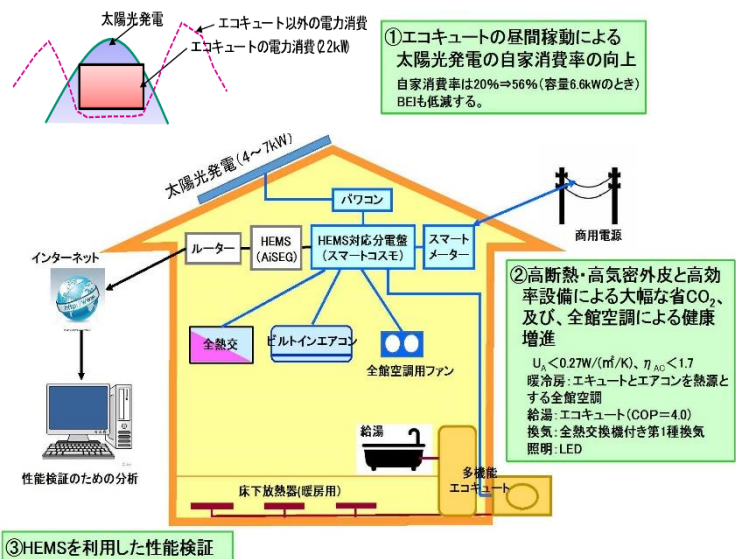 太陽光発電
エコキュート以外の電力消費
エコキュートの電力消費(2.2kW)
①エコキュートの昼間稼動による
太陽光発電の自家消費率の向上
自家消費率は20%⇒56%(容量6.6kWのとき)
BEIも低減する。
太陽光発電(4～7kW)
パワコン
商用電源
インターネット
ルーター
HEMS
(AiSEG)
HEMS対応分電盤
(スマートコスモ)
スマート
メーター
http://www.
全熱交
ビルトインエアコン
全館空調用ファン
②高断熱・高気密外皮と高効
率設備による大幅な省CO₂、
及び、全館空調による健康
増進
UA<0.27W/(㎡/K)、ηAC<1.7
暖冷房：エキュートとエアコンを熱源と
する全館空調
給湯：エコキュート(COP=4.0)
換気：全熱交換機付き第1種換気
照明：LED
給湯
多機能
エコキュート
性能検証のための分析
床下放熱器(暖房用)
③HEMSを利用した性能検証